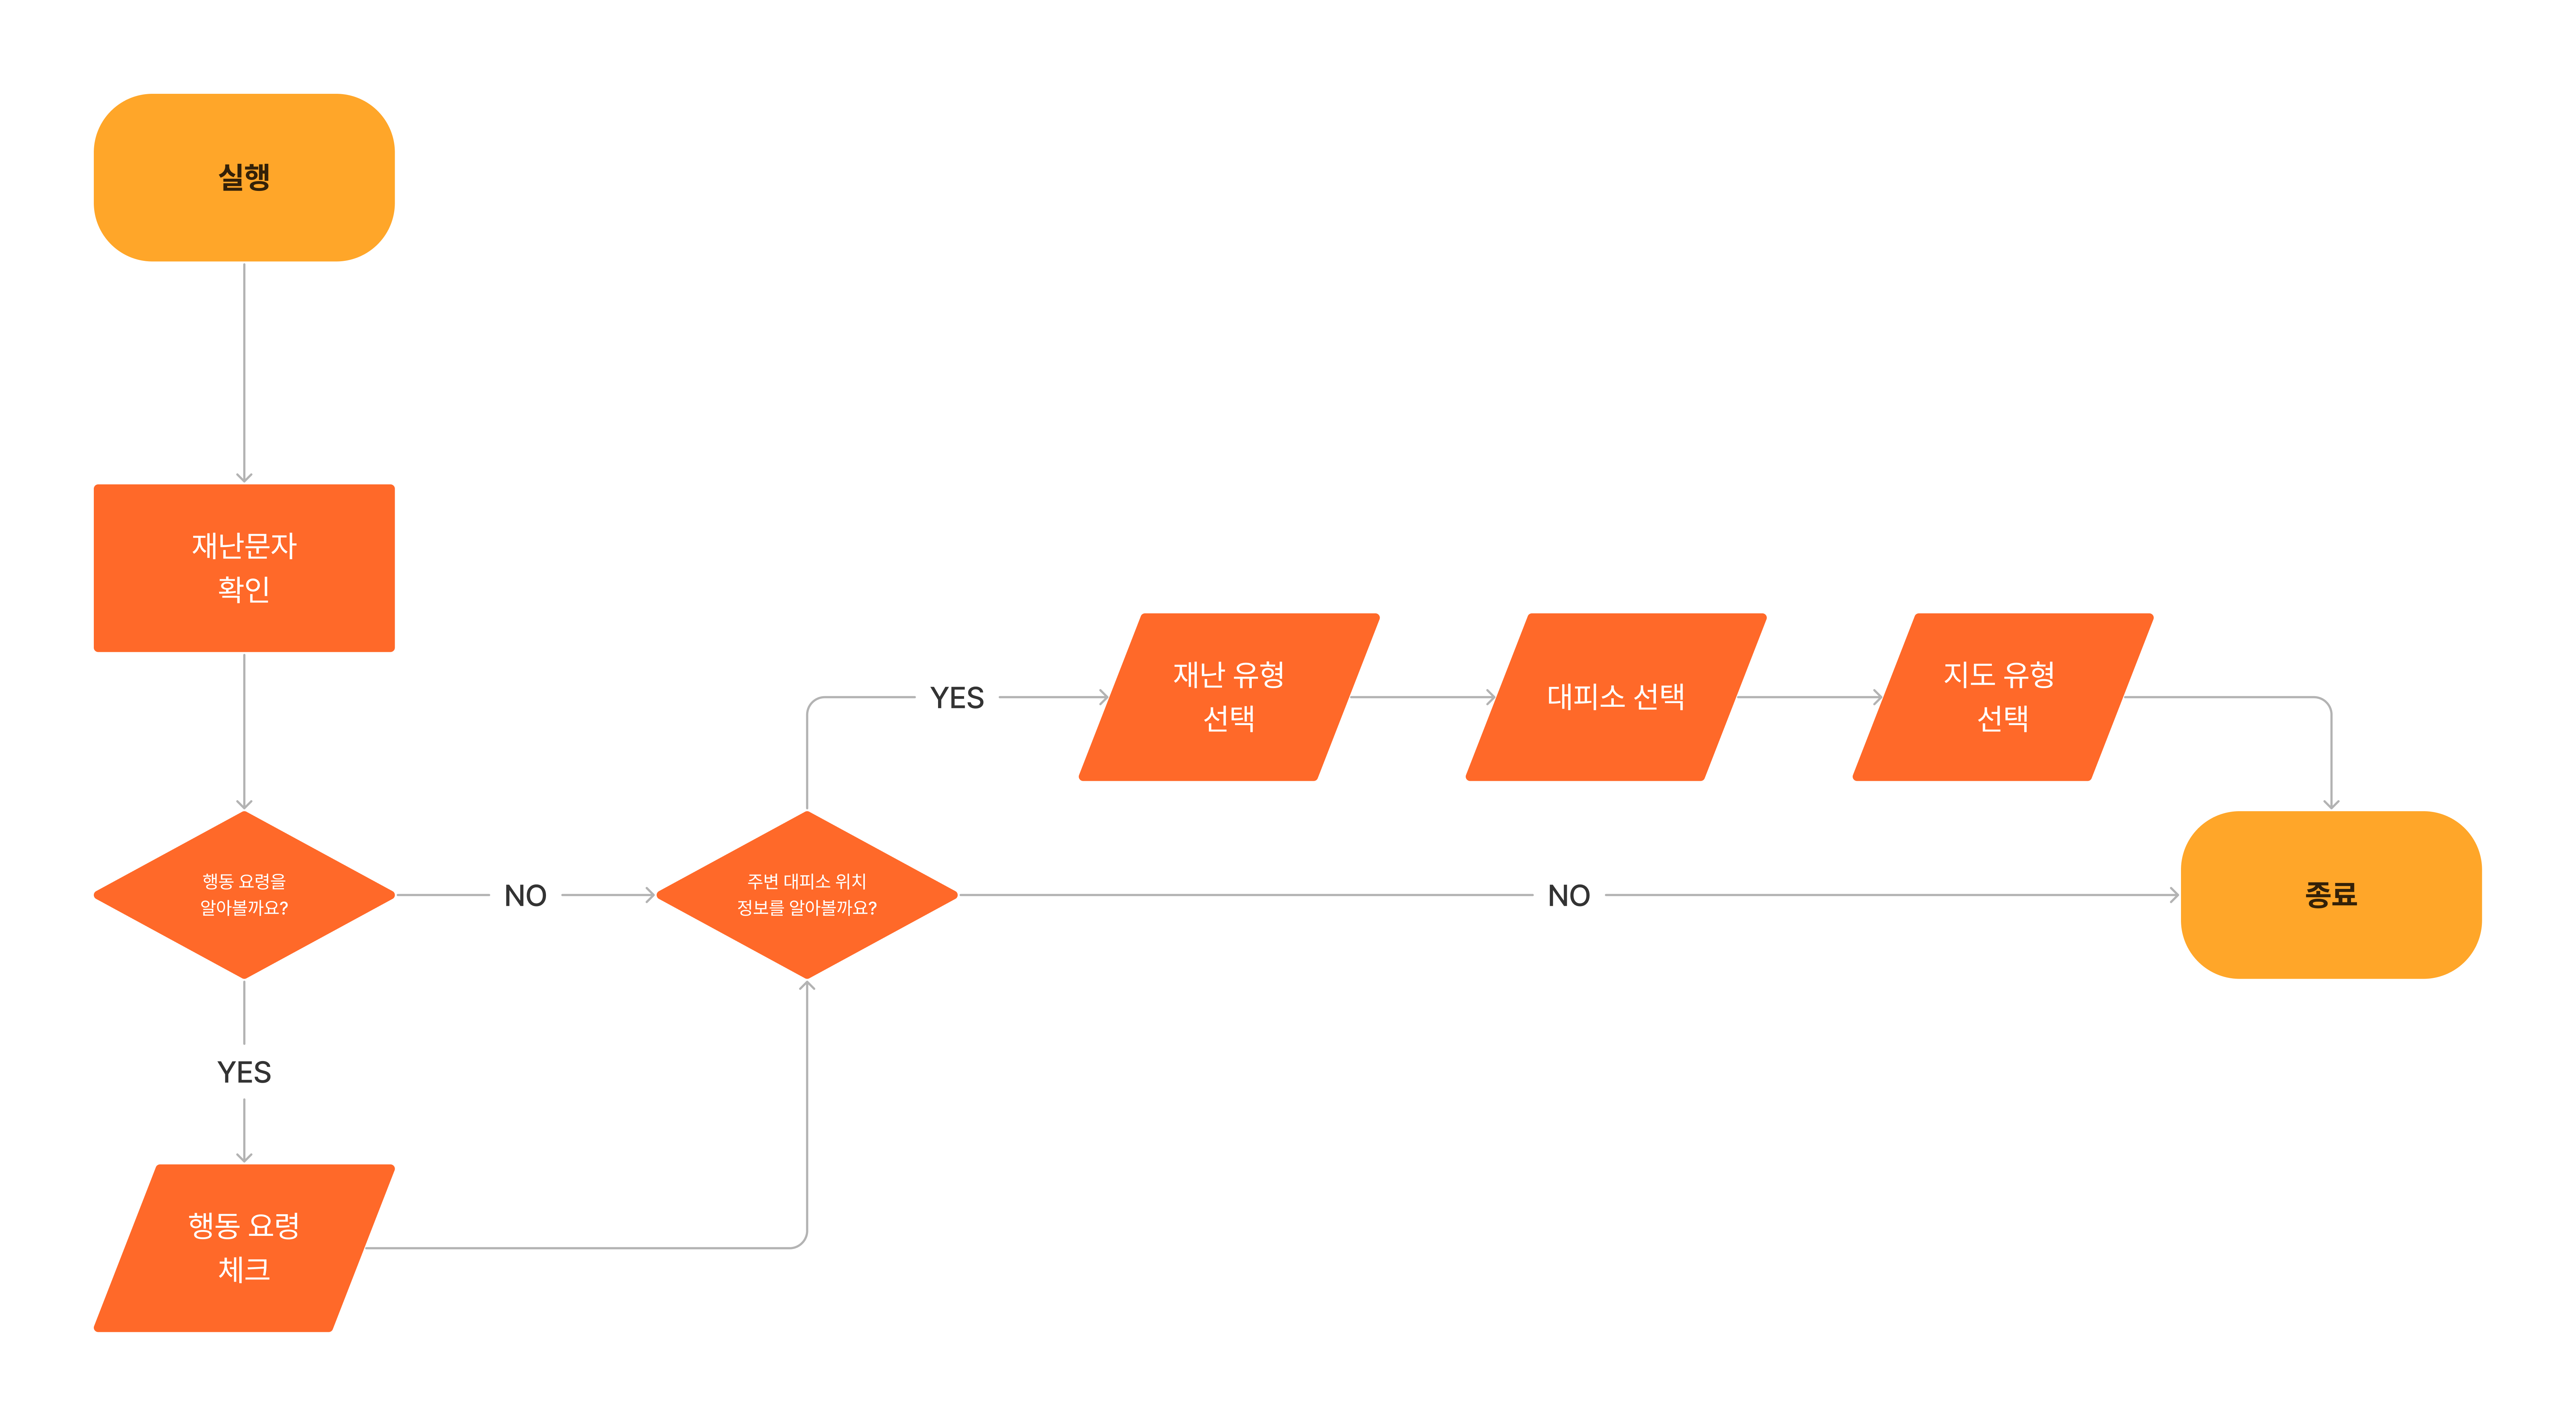 실행
재난문자
확인
행동 요령을
알아볼까요?
NO
YES
행동 요령
체크
주변 대피소 위치
정보를 알아볼까요?
YES
재난 유형
선택
대피소 선택
지도 유형
선택
NO
종료